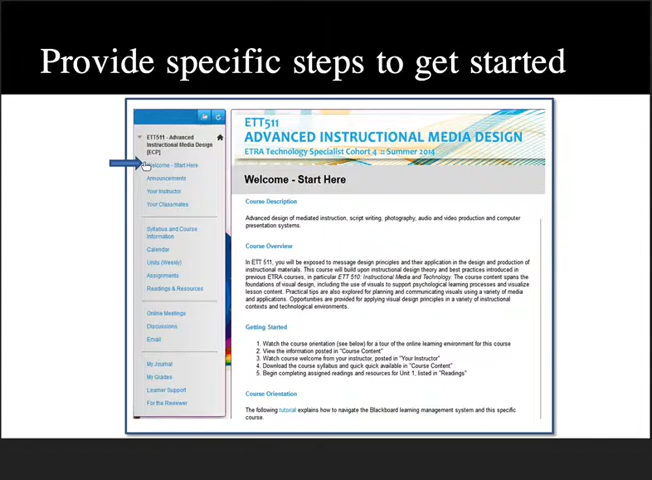 Provide specific steps to get started
ETT511 - Advanced
Instructional Media Design
[ECP]
Welcome - Start Here
Announcements
Your Instructor
Your Classmates
Syllabus and Course
Information
Calendar
Units (Weekly)
Assignments
Readings & Resources
Online Meetings
Discussions
Email
My Journal
My Grades
Learner Support
For the Reviewer
ETT511
ADVANCED INSTRUCTIONAL MEDIA DESIGN
ETRA Technology Specialist Cohort 4 :: Summer 2014
Welcome - Start Here
Course Description
Advanced design of mediated instruction, script writing, photography, audio and video production and computer
presentation systems.
Course Overview
In ETT 511, you will be exposed to message design principles and their application in the design and production of
instructional materials. This course will build upon instructional design theory and best practices introduced in
previous ETRA courses, in particular ETT 510: Instructional Media and Technology. The course content spans the
foundations of visual design, including the use of visuals to support psychological learning processes and visualize
lesson content. Practical tips are also explored for planning and communicating visuals using a variety of media
and applications. Opportunities are provided for applying visual design principles in a variety of instructional
contexts and technological environments.
Getting Started
1. Watch the course orientation (see below) for a tour of the online learning environment for this course
2. View the information posted in "Course Content"
3. Watch course welcome from your instructor, posted in "Your Instructor"
4. Download the course syllabus and quick quick available in "Course Content"
5. Begin completing assigned readings and resources for Unit 1, listed in "Readings"
Course Orientation
The following tutorial explains how to navigate the Blackboard learning management system and this specific
course.